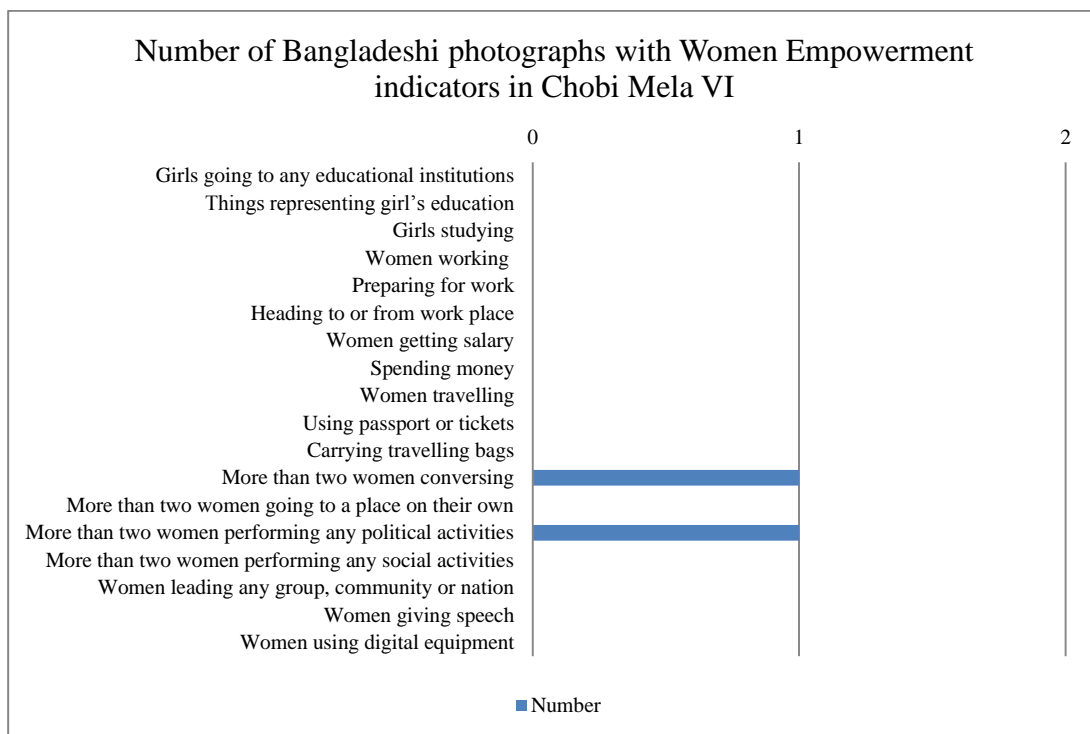 Number of Bangladeshi photographs with Women Empowerment
indicators in Chobi Mela VI
0 1 2
Girls going to any educational institutions
Things representing girl’s education
Girls studying
Women working
Preparing for work
Heading to or from work place
Women getting salary
Spending money
Women travelling
Using passport or tickets
Carrying travelling bags
More than two women conversing
More than two women going to a place on their own
More than two women performing any political activities
More than two women performing any social activities
Women leading any group, community or nation
Women giving speech
Women using digital equipment
Number